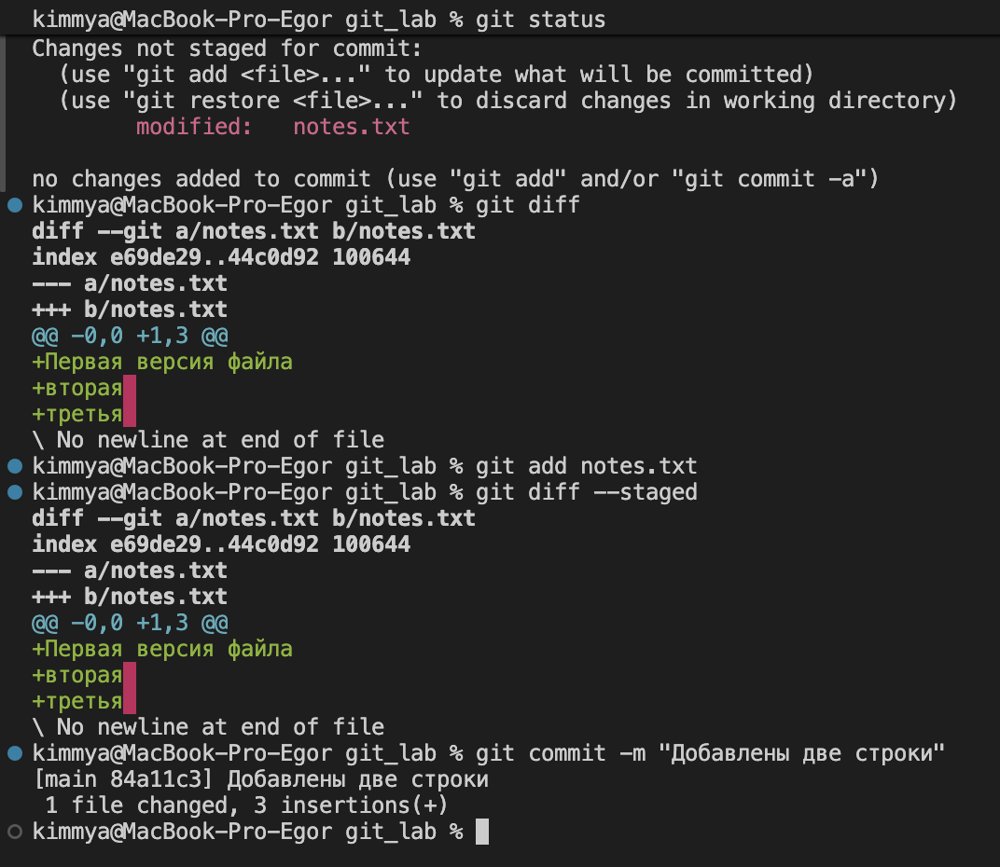 kimmya@MacBook-Pro-Egor git_lab % git status
Changes not staged for commit:
  (use "git add <file>..." to update what will be committed)
  (use "git restore <file>..." to discard changes in working directory)
        modified:   notes.txt

no changes added to commit (use "git add" and/or "git commit -a")
kimmya@MacBook-Pro-Egor git_lab % git diff
diff --git a/notes.txt b/notes.txt
index e69de29..44c0d92 100644
--- a/notes.txt
+++ b/notes.txt
@@ -0,0 +1,3 @@
+Первая версия файла
+вторая
+третья
\ No newline at end of file
kimmya@MacBook-Pro-Egor git_lab % git add notes.txt
kimmya@MacBook-Pro-Egor git_lab % git diff --staged
diff --git a/notes.txt b/notes.txt
index e69de29..44c0d92 100644
--- a/notes.txt
+++ b/notes.txt
@@ -0,0 +1,3 @@
+Первая версия файла
+вторая
+третья
\ No newline at end of file
kimmya@MacBook-Pro-Egor git_lab % git commit -m "Добавлены две строки"
[main 84a11c3] Добавлены две строки
 1 file changed, 3 insertions(+)
kimmya@MacBook-Pro-Egor git_lab %